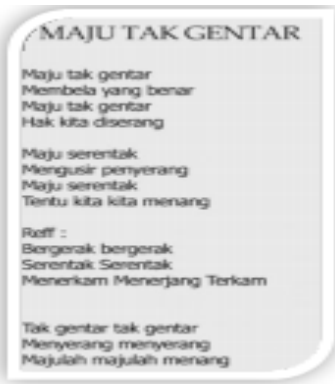 MAJU TAK GENTAR
Maju tak gentar
Membela yang benar
Maju tak gentar
Hak kita diserang
Maju serentak
Mengusir penyerang
Maju serentak
Tentu kita kita menang
Reff :
Bergerak bergerak
Serentak Serentak
Menerkam Menerjang Terkam
Tak gentar tak gentar
Menyerang menyerang
Majulah majulah menang